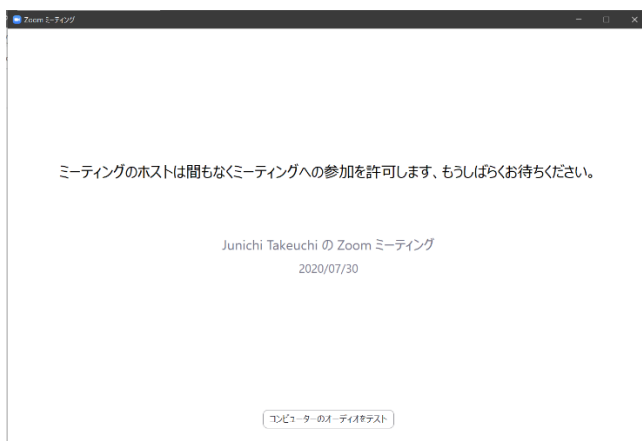 Zoom ミーティング
ミーティングのホストは間もなくミーティングへの参加を許可します、もうしばらくお待ちください。
Junichi Takeuchi の Zoom ミーティング
2020/07/30
コンピューターのオーディオをテスト